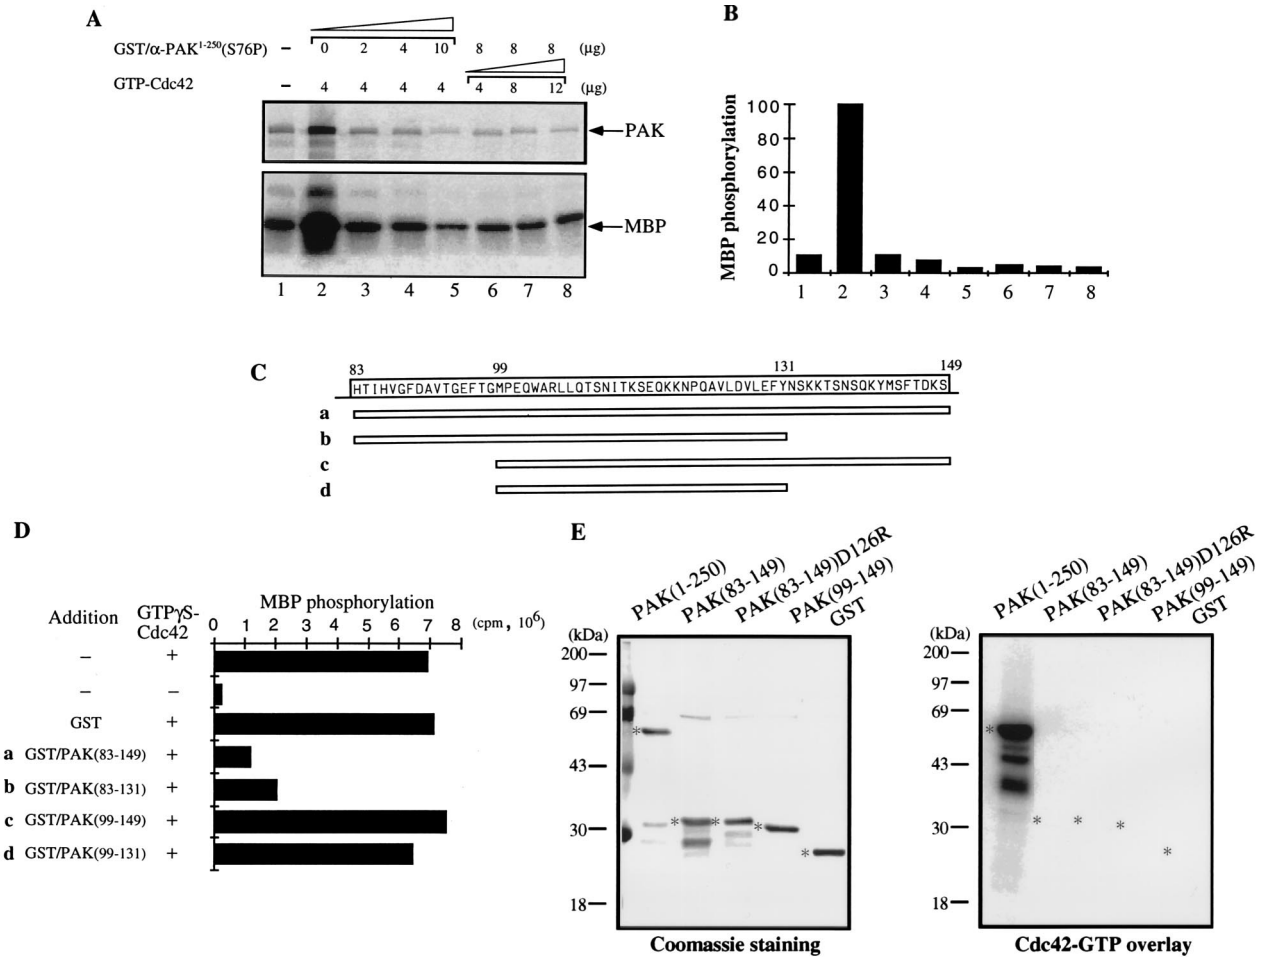 A
GST/α-PAK1-250(S76P) – 0 2 4 10 8 8 8 (μg)
GTP-Cdc42 – 4 4 4 4 4 8 12 (μg)
PAK
MBP
1 2 3 4 5 6 7 8
B
MBP phosphorylation
100
80
60
40
20
0
1 2 3 4 5 6 7 8
C
83 99 131 149
HTIHVGFDAVTGEFTGMPEQWARLLQTSNITKSEQKKNPQAVLDVLEFYNSKKTSNSQKYMSFTDKS
a
b
c
d
D
MBP phosphorylation
Addition GTPγS-Cdc42 0 1 2 3 4 5 6 7 8 (cpm, 10⁶)
– +
– –
GST +
a GST/PAK(83-149) +
b GST/PAK(83-131) +
c GST/PAK(99-149) +
d GST/PAK(99-131) +
E
PAK(1-250) PAK(83-149) PAK(83-149)D126R PAK(99-149) GST
(kDa)
200
97
69
*
43
* * *
30
*
18
Coomassie staining
PAK(1-250) PAK(83-149) PAK(83-149)D126R PAK(99-149) GST
(kDa)
200
97
69
*
43
* * *
30
*
18
Cdc42-GTP overlay